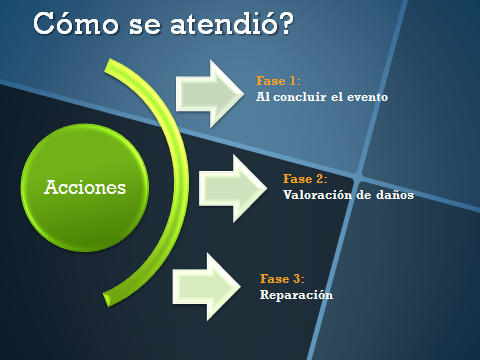 Cómo se atendió?
Acciones
Fase 1:
Al concluir el evento
Fase 2:
Valoración de daños
Fase 3:
Reparación